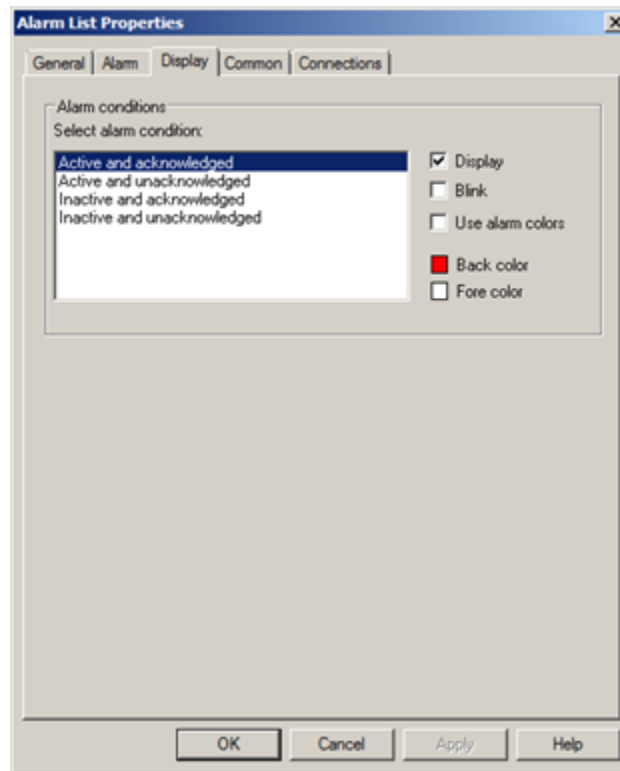 Alarm List Properties
General Alarm Display Common Connections
Alarm conditions
Select alarm condition:
Active and acknowledged
Active and unacknowledged
Inactive and acknowledged
Inactive and unacknowledged
Display
Blink
Use alarm colors
Back color
Fore color
OK Cancel Apply Help